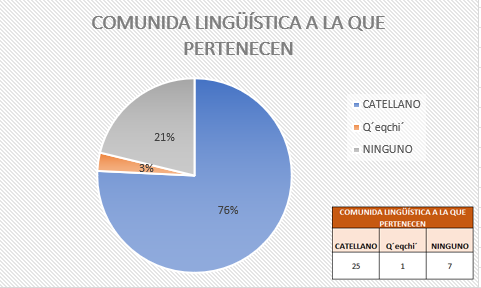 COMUNIDA LINGÜÍSTICA A LA QUE
PERTENECEN
21%
3%
76%
CATELLANO
Q´eqchi´
NINGUNO
COMUNIDA LINGÜÍSTICA A LA QUE
PERTENECEN
CATELLANO Q´eqchi´ NINGUNO
25 1 7